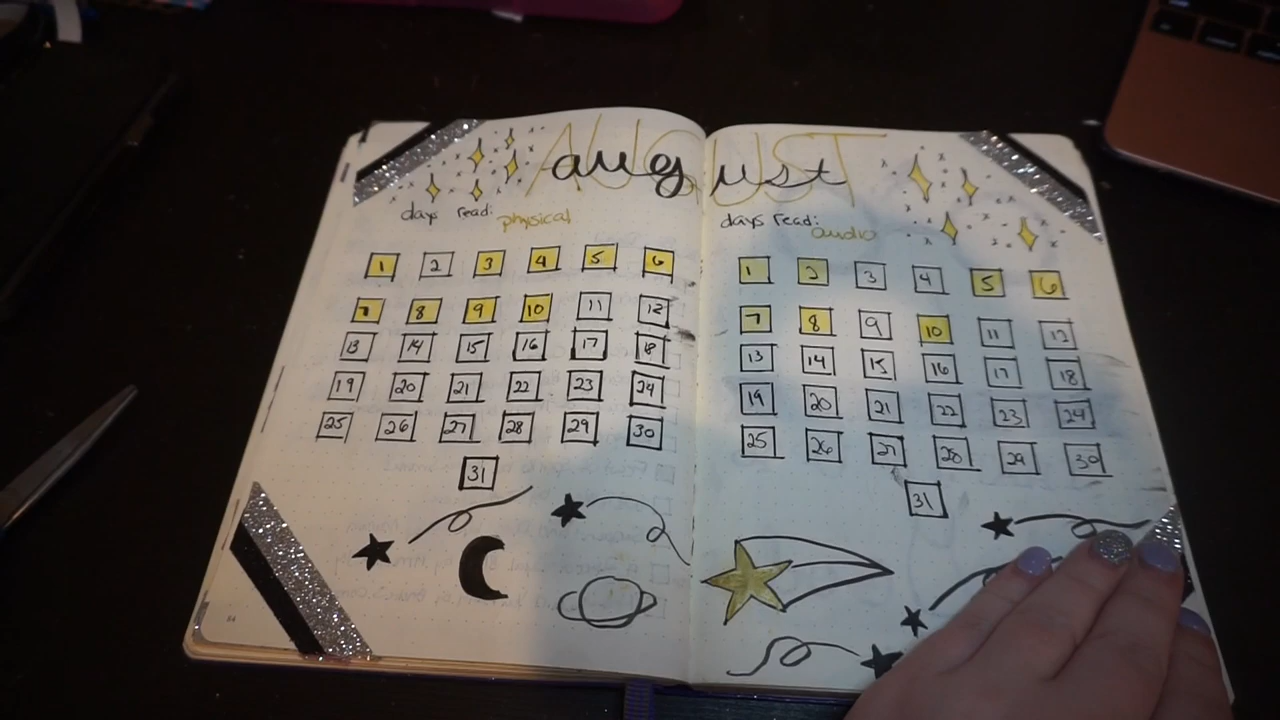 AUGUST
august
days read: physical
1 2 3 4 5 6
7 8 9 10 11 12
13 14 15 16 17 18
19 20 21 22 23 24
25 26 27 28 29 30
31
days read: audio
1 2 3 4 5 6
7 8 9 10 11 12
13 14 15 16 17 18
19 20 21 22 23 24
25 26 27 28 29 30
31